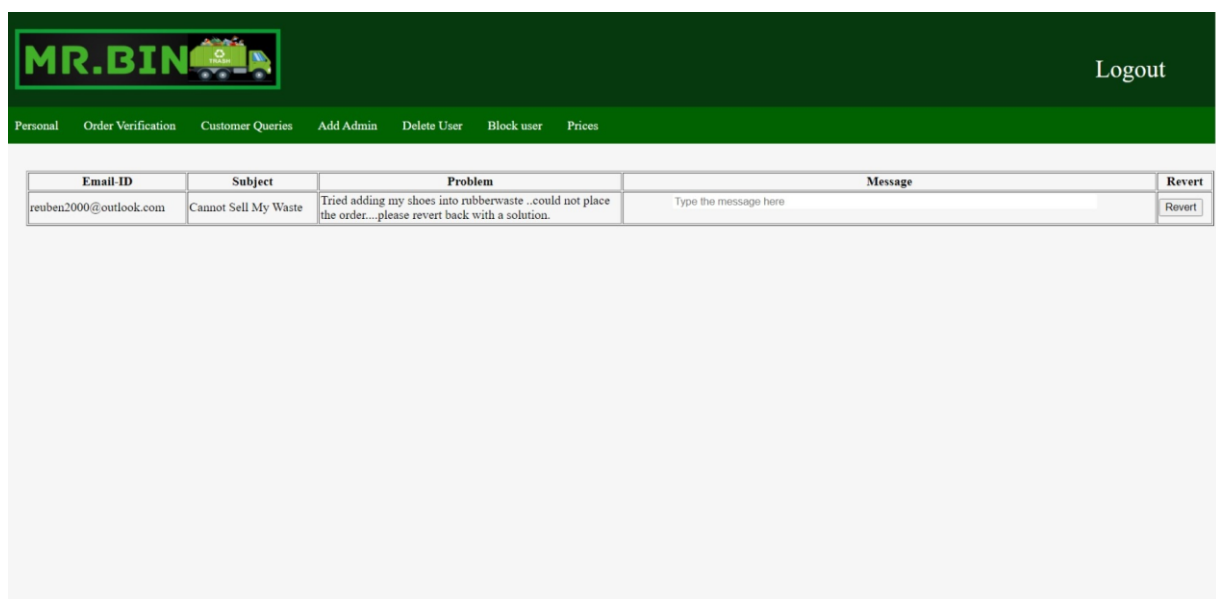 MR.BIN
TRASH
Logout
Personal Order Verification Customer Queries Add Admin Delete User Block user Prices
Email-ID Subject Problem Message Revert
reuben2000@outlook.com Cannot Sell My Waste Tried adding my shoes into rubberwaste ..could not place Type the message here Revert
the order....please revert back with a solution.